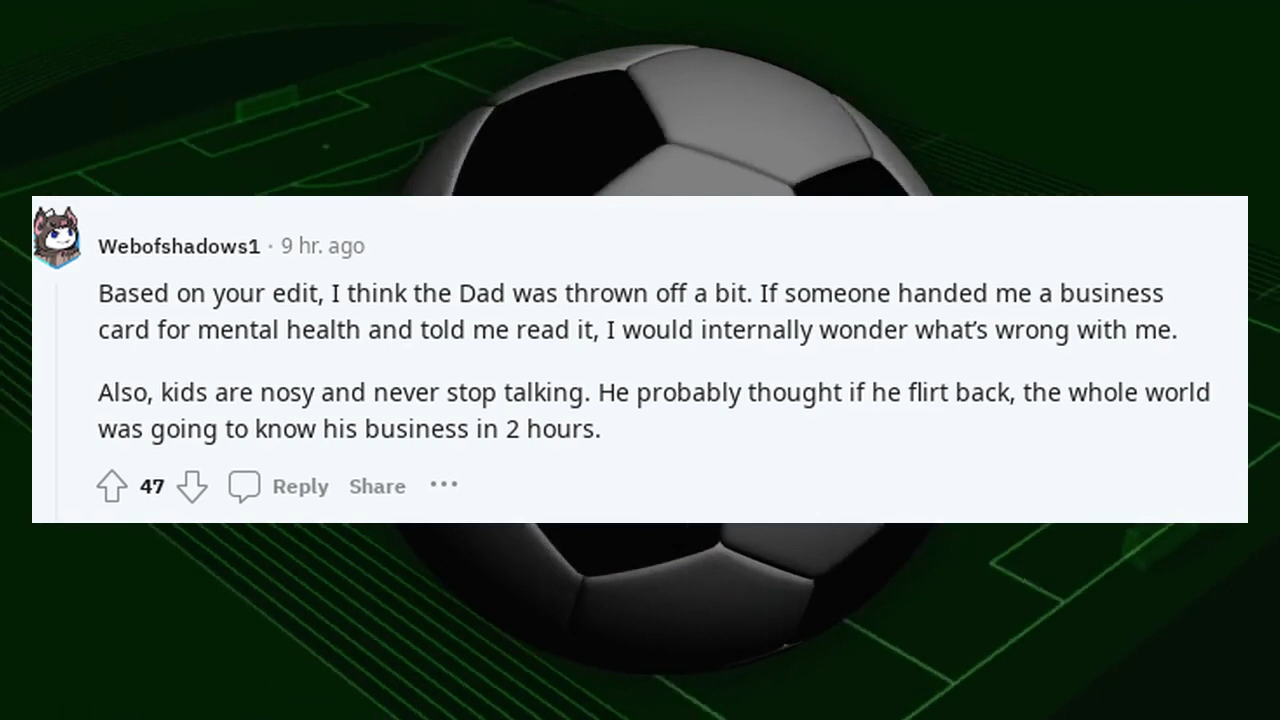 Webofshadows1 · 9 hr. ago
Based on your edit, I think the Dad was thrown off a bit. If someone handed me a business
card for mental health and told me read it, I would internally wonder what’s wrong with me.
Also, kids are nosy and never stop talking. He probably thought if he flirt back, the whole world
was going to know his business in 2 hours.
47 Reply Share •••